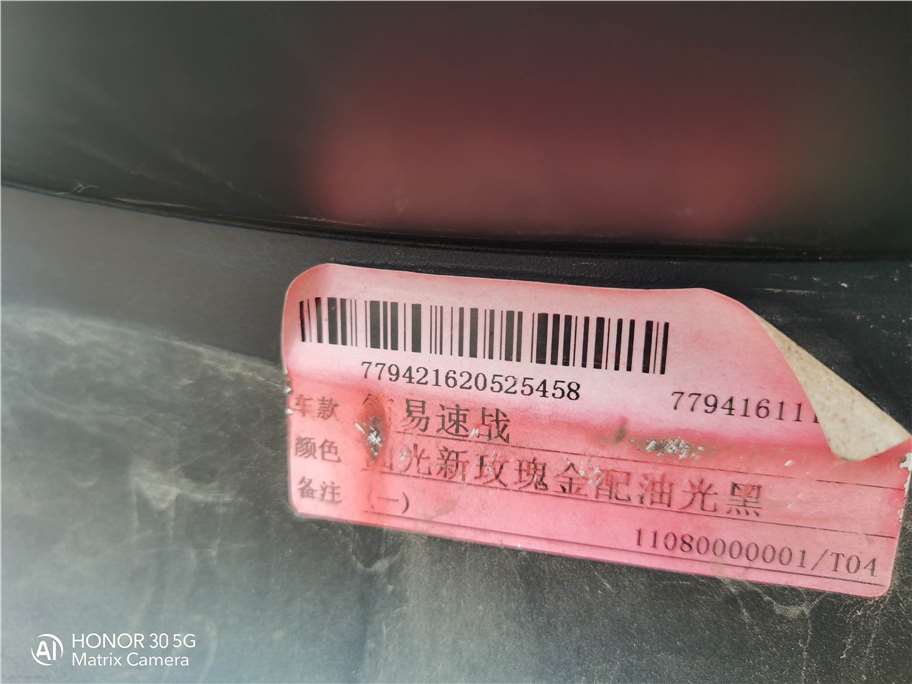 779421620525458
77941611
车款 易速战
颜色 光新玫瑰金配油光黑
备注 (一)
11080000001/T04
HONOR 30 5G
Matrix Camera